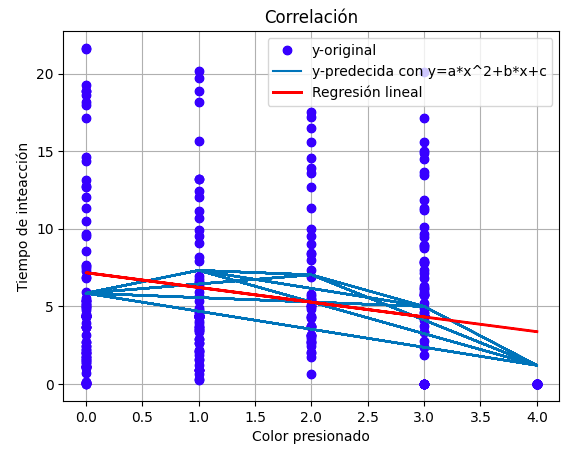 Correlación
y-original
y-predecida con y=a*x^2+b*x+c
Regresión lineal
Tiempo de inteacción
20
15
10
5
0
0.0 0.5 1.0 1.5 2.0 2.5 3.0 3.5 4.0
Color presionado